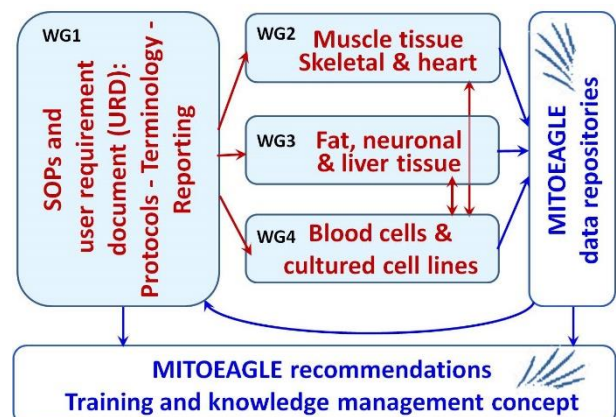 WG1
SOPs and
user requirement
document (URD):
Protocols - Terminology -
Reporting
WG2
Muscle tissue
Skeletal & heart
WG3
Fat, neuronal
& liver tissue
WG4
Blood cells &
cultured cell lines
MITOEAGLE
data repositories
MITOEAGLE recommendations
Training and knowledge management concept